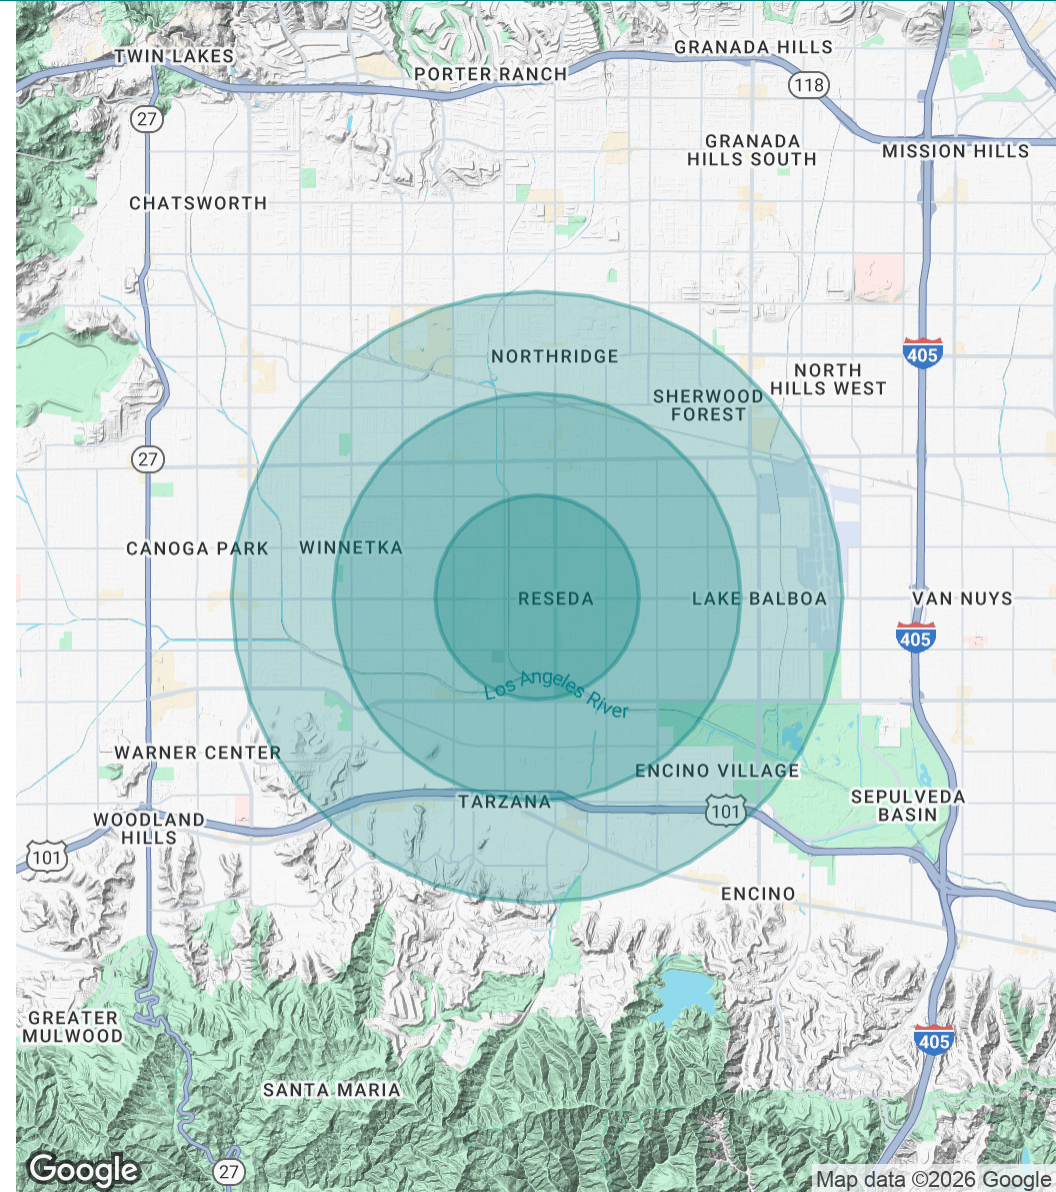 TWIN LAKES
GRANADA HILLS
PORTER RANCH
118
27
GRANADA
HILLS SOUTH
MISSION HILLS
CHATSWORTH
NORTHRIDGE
405
NORTH
HILLS WEST
SHERWOOD
FOREST
27
CANOGA PARK
WINNETKA
RESEDA
LAKE BALBOA
VAN NUYS
405
Los Angeles River
WARNER CENTER
ENCINO VILLAGE
TARZANA
SEPULVEDA
BASIN
101
WOODLAND
HILLS
101
ENCINO
GREATER
MULWOOD
405
SANTA MARIA
27
Google
Map data ©2026 Google